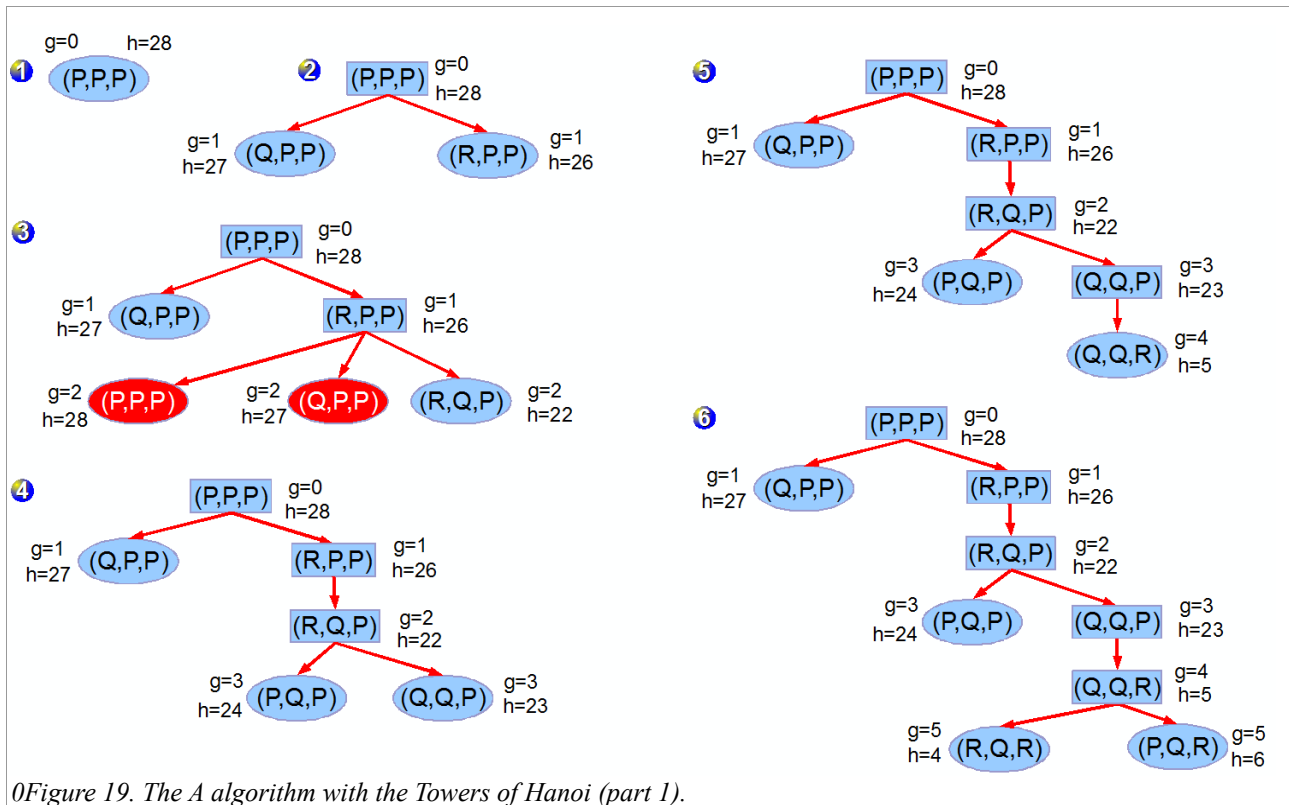 1
g=0 h=28
(P,P,P)
2
(P,P,P)
g=0
h=28
g=1
h=27
(Q,P,P)
(R,P,P)
g=1
h=26
3
(P,P,P)
g=0
h=28
g=1
h=27
(Q,P,P)
(R,P,P)
g=1
h=26
g=2
h=28
(P,P,P)
g=2
h=27
(Q,P,P)
(R,Q,P)
g=2
h=22
4
(P,P,P)
g=0
h=28
g=1
h=27
(Q,P,P)
(R,P,P)
g=1
h=26
(R,Q,P)
g=2
h=22
g=3
h=24
(P,Q,P)
(Q,Q,P)
g=3
h=23
5
(P,P,P)
g=0
h=28
g=1
h=27
(Q,P,P)
(R,P,P)
g=1
h=26
(R,Q,P)
g=2
h=22
g=3
h=24
(P,Q,P)
(Q,Q,P)
g=3
h=23
(Q,Q,R)
g=4
h=5
6
(P,P,P)
g=0
h=28
g=1
h=27
(Q,P,P)
(R,P,P)
g=1
h=26
(R,Q,P)
g=2
h=22
g=3
h=24
(P,Q,P)
(Q,Q,P)
g=3
h=23
(Q,Q,R)
g=4
h=5
g=5
h=4
(R,Q,R)
(P,Q,R)
g=5
h=6
0Figure 19. The A algorithm with the Towers of Hanoi (part 1).